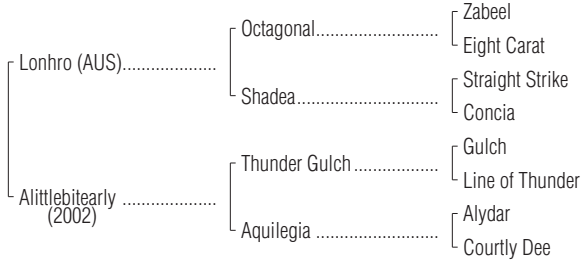 Zabeel
Octagonal
Eight Carat
Lonhro (AUS)
Straight Strike
Shadea
Concia
Gulch
Thunder Gulch
Line of Thunder
Alittlebitearly
(2002)
Alydar
Aquilegia
Courtly Dee